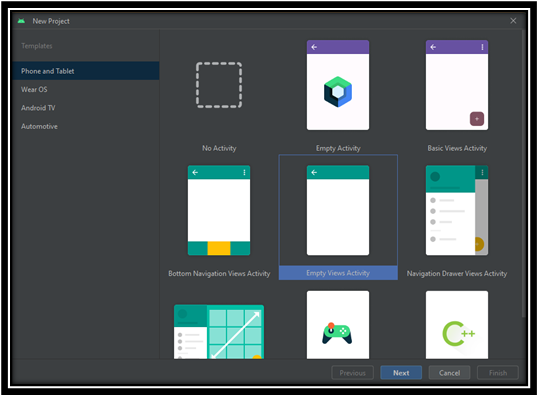 New Project
Templates
Phone and Tablet
Wear OS
Android TV
Automotive
No Activity
Empty Activity
Basic Views Activity
Bottom Navigation Views Activity
Empty Views Activity
Navigation Drawer Views Activity
C++
Previous
Next
Cancel
Finish